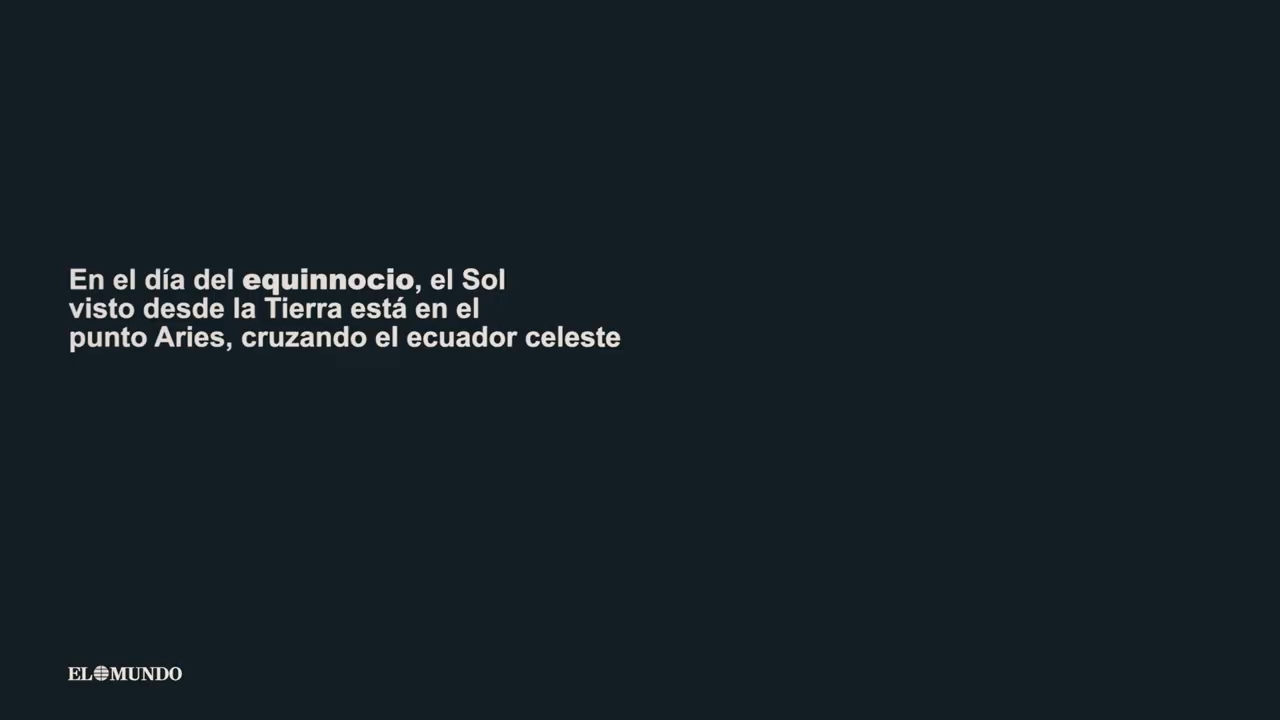 En el día del equinnocio, el Sol
visto desde la Tierra está en el
punto Aries, cruzando el ecuador celeste
EL MUNDO